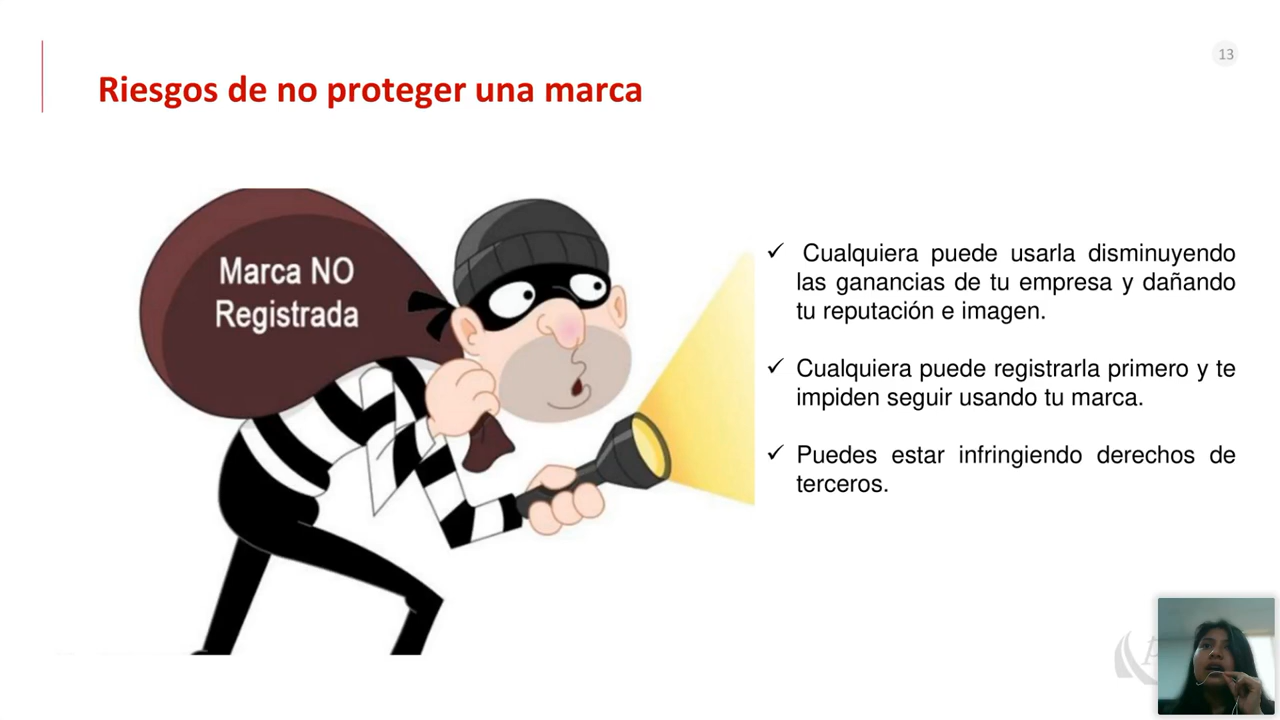 13
Riesgos de no proteger una marca
Marca NO
Registrada
✓ Cualquiera puede usarla disminuyendo
las ganancias de tu empresa y dañando
tu reputación e imagen.
✓ Cualquiera puede registrarla primero y te
impiden seguir usando tu marca.
✓ Puedes estar infringiendo derechos de
terceros.